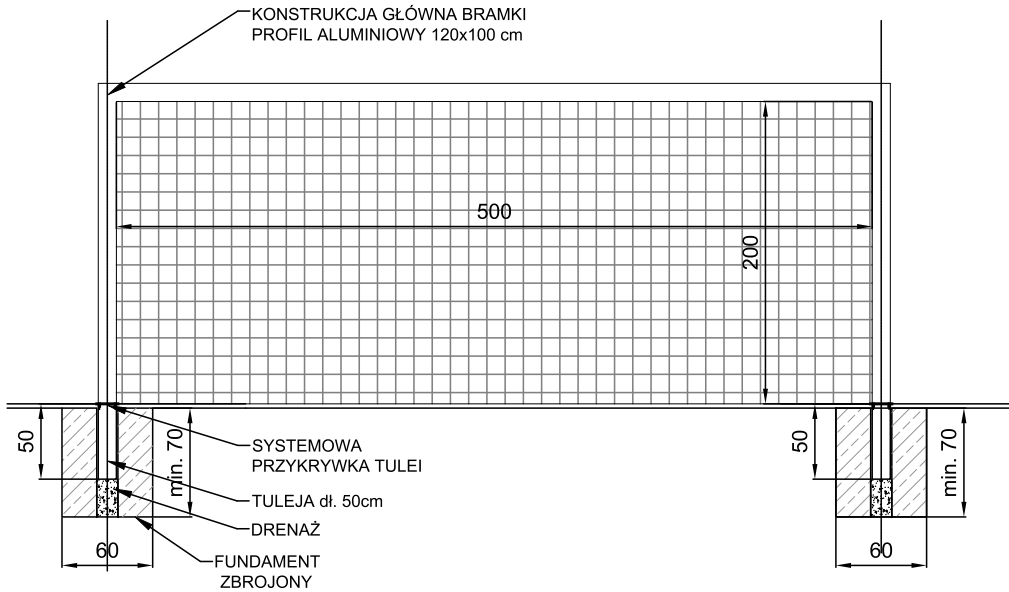 KONSTRUKCJA GŁÓWNA BRAMKI
PROFIL ALUMINIOWY 120x100 cm
500
200
50
min. 70
SYSTEMOWA
PRZYKRYWKA TULEI
TULEJA dł. 50cm
DRENAŻ
60
FUNDAMENT
ZBROJONY
50
min. 70
60